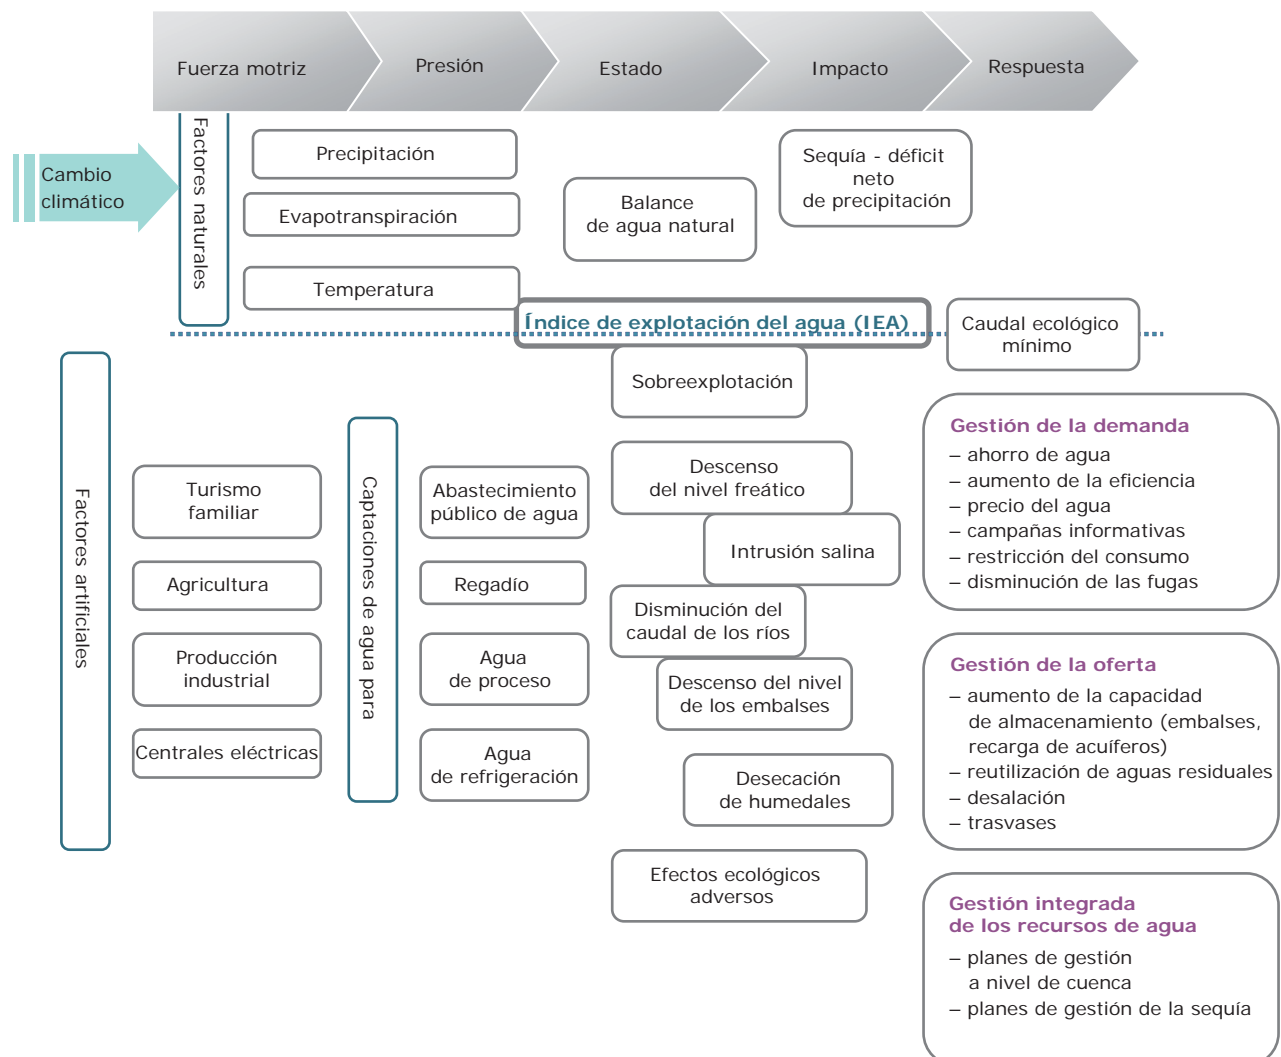 Fuerza motriz
Presión
Estado
Impacto
Respuesta
Cambio
climático
Factores naturales
Precipitación
Evapotranspiración
Temperatura
Balance
de agua natural
Sequía - déficit
neto
de precipitación
Índice de explotación del agua (IEA)
Caudal ecológico
mínimo
Factores artificiales
Turismo
familiar
Agricultura
Producción
industrial
Centrales eléctricas
Captaciones de agua para
Abastecimiento
público de agua
Regadío
Agua
de proceso
Agua
de refrigeración
Sobreexplotación
Descenso
del nivel freático
Intrusión salina
Disminución del
caudal de los ríos
Descenso del nivel
de los embalses
Desecación
de humedales
Efectos ecológicos
adversos
Gestión de la demanda
– ahorro de agua
– aumento de la eficiencia
– precio del agua
– campañas informativas
– restricción del consumo
– disminución de las fugas
Gestión de la oferta
– aumento de la capacidad
de almacenamiento (embalses,
recarga de acuíferos)
– reutilización de aguas residuales
– desalación
– trasvases
Gestión integrada
de los recursos de agua
– planes de gestión
a nivel de cuenca
– planes de gestión de la sequía